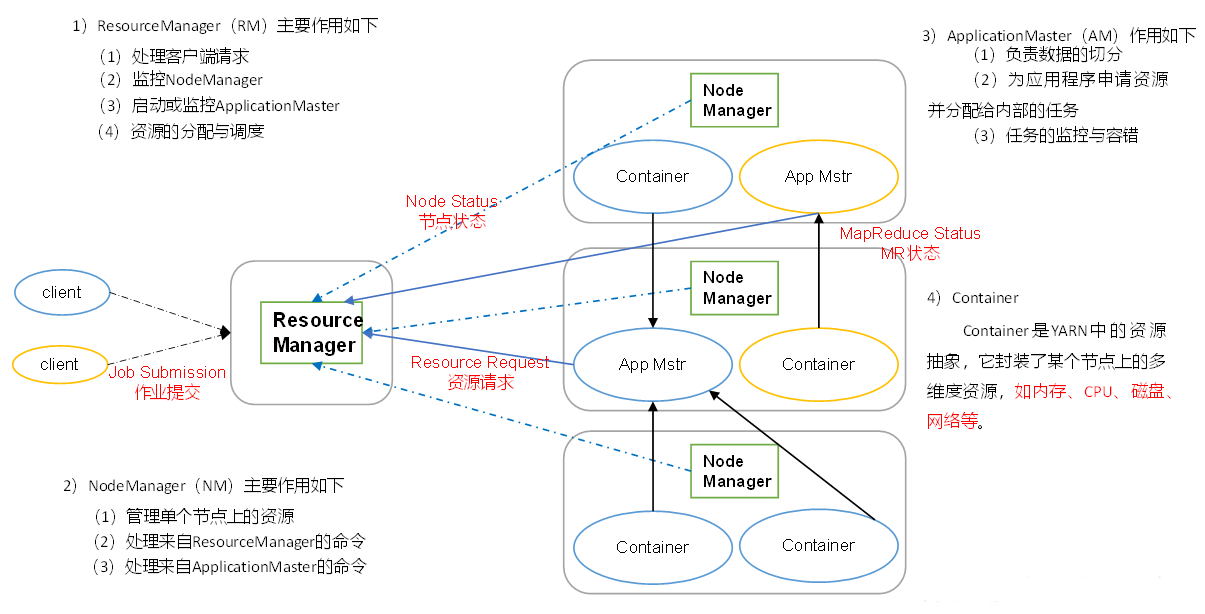 1）ResourceManager（RM）主要作用如下
（1）处理客户端请求
（2）监控NodeManager
（3）启动或监控ApplicationMaster
（4）资源的分配与调度
3）ApplicationMaster（AM）作用如下
（1）负责数据的切分
（2）为应用程序申请资源
并分配给内部的任务
（3）任务的监控与容错
Node
Manager
Container
App Mstr
Node Status
节点状态
MapReduce Status
MR状态
client
client
Job Submission
作业提交
Resource
Manager
Node
Manager
App Mstr
Container
Resource Request
资源请求
4）Container
Container是YARN中的资源
抽象，它封装了某个节点上的多
维度资源，如内存、CPU、磁盘、
网络等。
Node
Manager
Container
Container
2）NodeManager（NM）主要作用如下
（1）管理单个节点上的资源
（2）处理来自ResourceManager的命令
（3）处理来自ApplicationMaster的命令